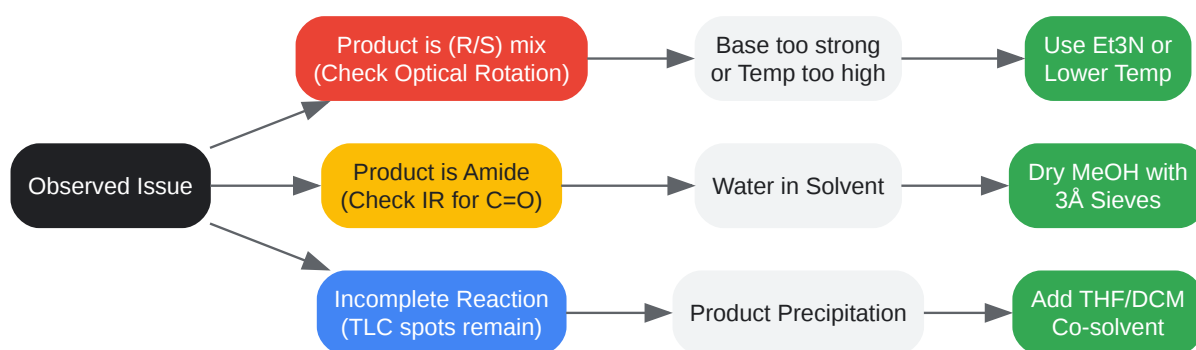 Observed Issue
Product is (R/S) mix
(Check Optical Rotation)
Base too strong
or Temp too high
Use Et3N or
Lower Temp
Product is Amide
(Check IR for C=O)
Water in Solvent
Dry MeOH with
3Å Sieves
Incomplete Reaction
(TLC spots remain)
Product Precipitation
Add THF/DCM
Co-solvent